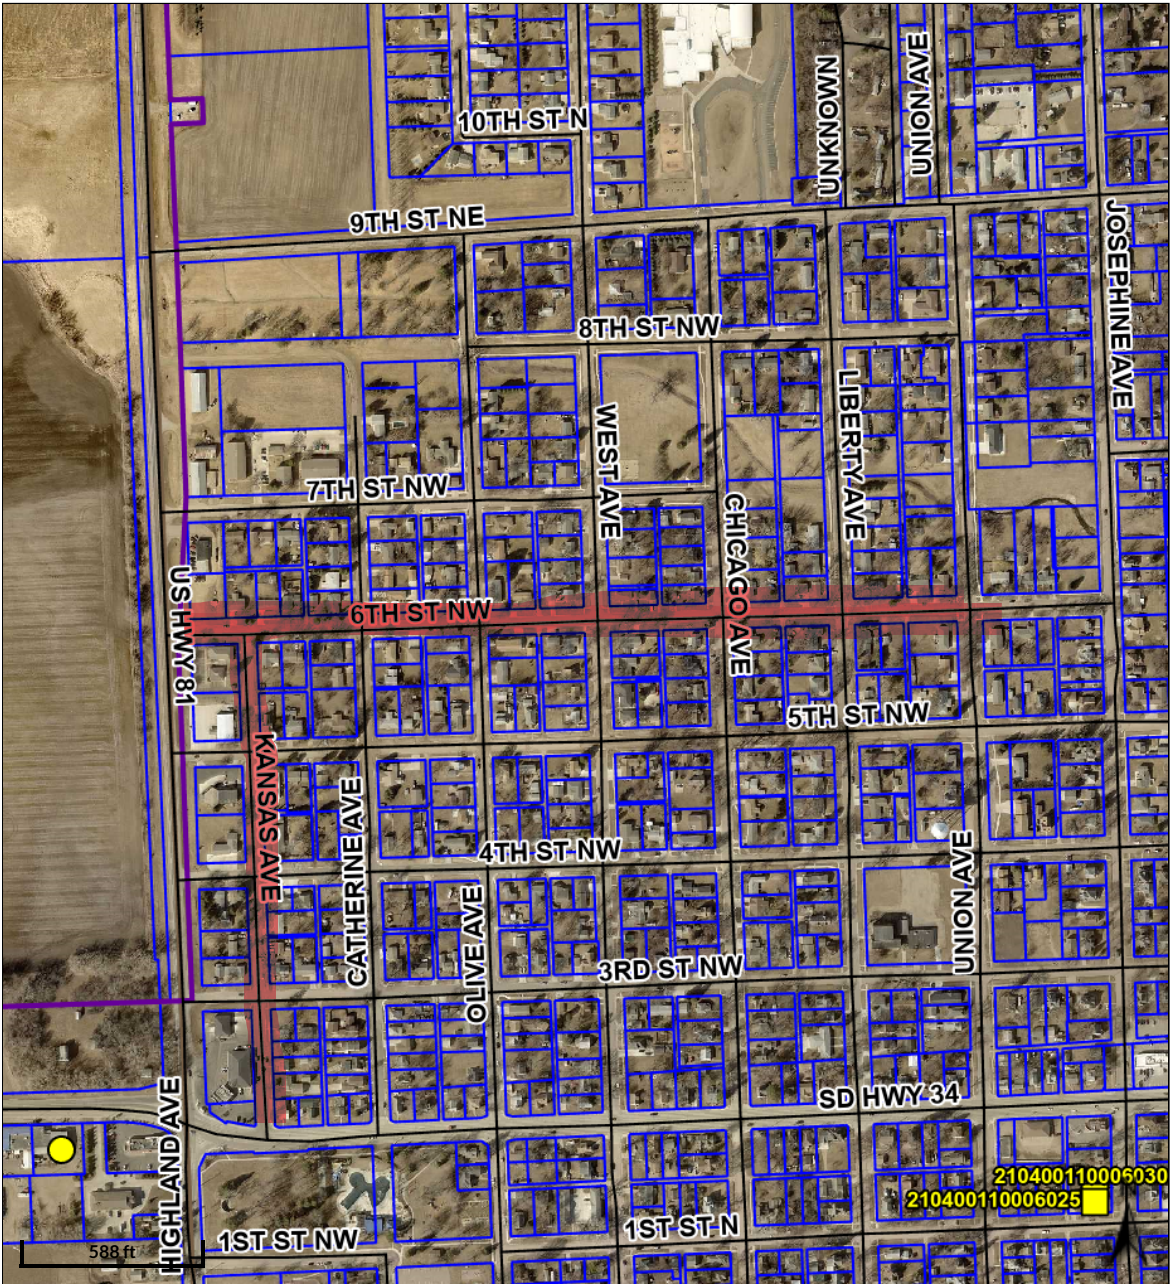 10TH ST N
UNKNOWN
UNION AVE
9TH ST NE
JOSEPHINE AVE
8TH ST NW
LIBERTY AVE
WEST AVE
7TH ST NW
CHICAGO AVE
US HWY 81
6TH ST NW
5TH ST NW
KANSAS AVE
CATHERINE AVE
4TH ST NW
UNION AVE
OLIVE AVE
3RD ST NW
SD HWY 34
HIGHLAND AVE
210400110006030
210400110006025
1ST ST NW
1ST ST N
588 ft